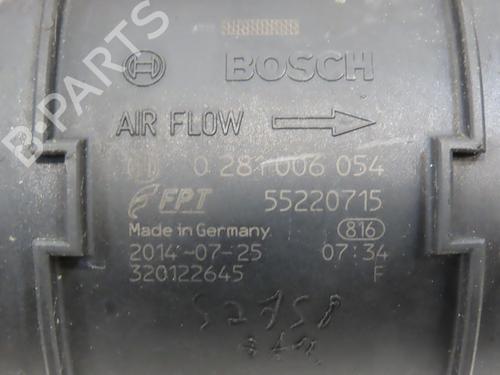 B-PARTS
BOSCH
AIR FLOW
0 281 006 054
FPT 55220715
Made in Germany 816
2014-07-25 07:34
320122645 F